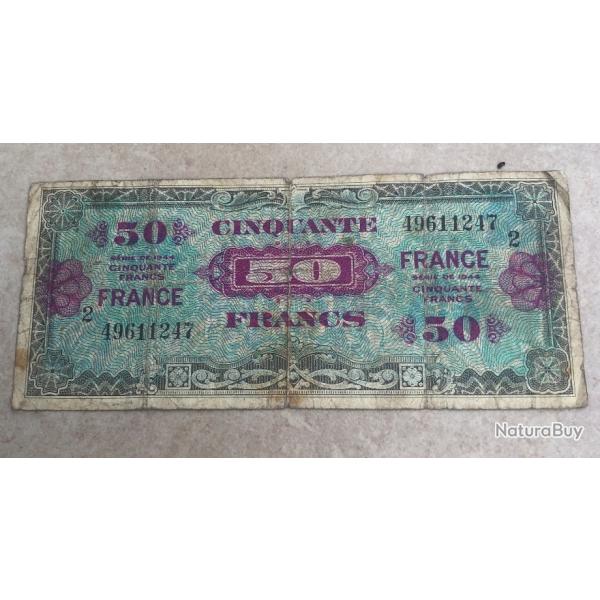 50
SÉRIE DE 1944
CINQUANTE
FRANCS
FRANCE
2
49611247
CINQUANTE
50
FRANCS
49611247
2
FRANCE
SÉRIE DE 1944
CINQUANTE
FRANCS
50
NaturaBuy